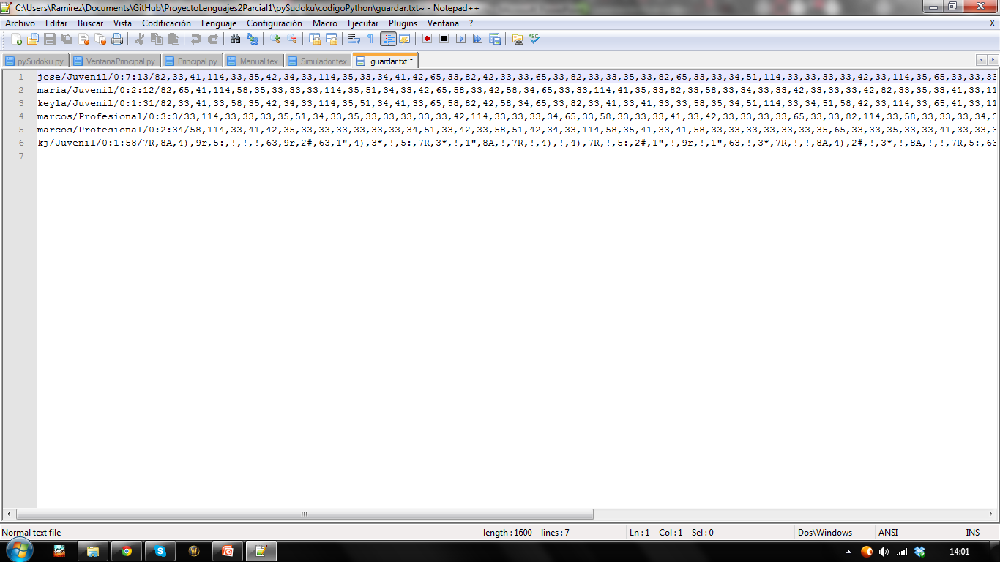 C:\Users\Ramirez\Documents\GitHub\ProyectoLenguajes2Parcial1\pySudoku\codigoPython\guardar.txt~ - Notepad++
Archivo Editar Buscar Vista Codificación Lenguaje Configuración Macro Ejecutar Plugins Ventana ? X
pySudoku.py VentanaPrincipal.py Principal.py Manual.tex Simulador.tex guardar.txt~
1 jose/Juvenil/0:7:13/82,33,41,114,33,35,42,34,33,114,35,33,34,41,42,65,33,82,42,33,33,65,33,82,33,33,35,33,82,65,33,33,34,51,114,33,33,33,33,42,33,114,35,65,33,33,33
2 maria/Juvenil/0:2:12/82,65,41,114,58,35,33,33,33,114,35,51,34,33,42,65,58,33,42,58,34,65,33,33,114,41,35,33,82,33,58,33,34,33,33,42,33,33,33,42,82,33,35,33,41,33,11
3 keyla/Juvenil/0:1:31/82,33,41,33,58,35,42,34,33,114,35,51,34,41,33,65,58,82,42,58,34,65,33,82,33,41,33,41,33,33,58,35,34,51,114,33,34,51,58,42,33,114,33,65,41,33,11
4 marcos/Profesional/0:3:3/33,114,33,33,33,35,51,34,33,35,33,33,33,33,33,42,114,33,33,33,34,65,33,58,33,33,33,41,33,42,33,33,33,33,65,33,33,82,114,33,58,33,33,33,34,3
5 marcos/Profesional/0:2:34/58,114,33,41,42,35,33,33,33,33,33,33,34,51,33,42,33,58,51,42,34,33,114,58,35,41,33,41,58,33,33,33,33,33,33,35,65,33,33,35,33,33,41,33,33,3
6 kj/Juvenil/0:1:58/7R,8A,4),9r,5:,!,!,!,63,9r,2#,63,1",4),3*,!,5:,7R,3*,!,1",8A,!,7R,!,4),!,4),7R,!,5:,2#,1",!,9r,!,1",63,!,3*,7R,!,!,8A,4),2#,!,3*,!,8A,!,!,7R,5:,63
7
Normal text file length : 1600 lines : 7 Ln : 1 Col : 1 Sel : 0 Dos\Windows ANSI INS
14:01